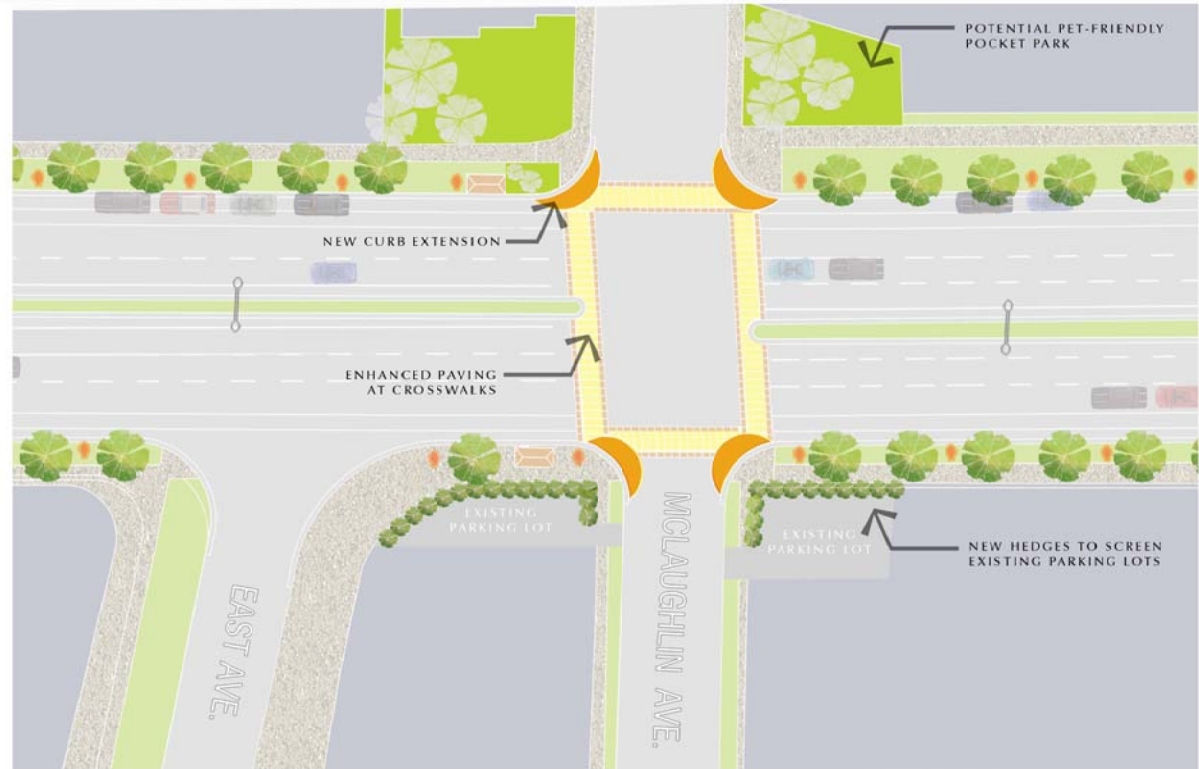 POTENTIAL PET-FRIENDLY
POCKET PARK
NEW CURB EXTENSION
ENHANCED PAVING
AT CROSSWALKS
EXISTING
PARKING LOT
EXISTING
PARKING LOT
NEW HEDGES TO SCREEN
EXISTING PARKING LOTS
EAST AVE.
MCLAUGHLIN AVE.